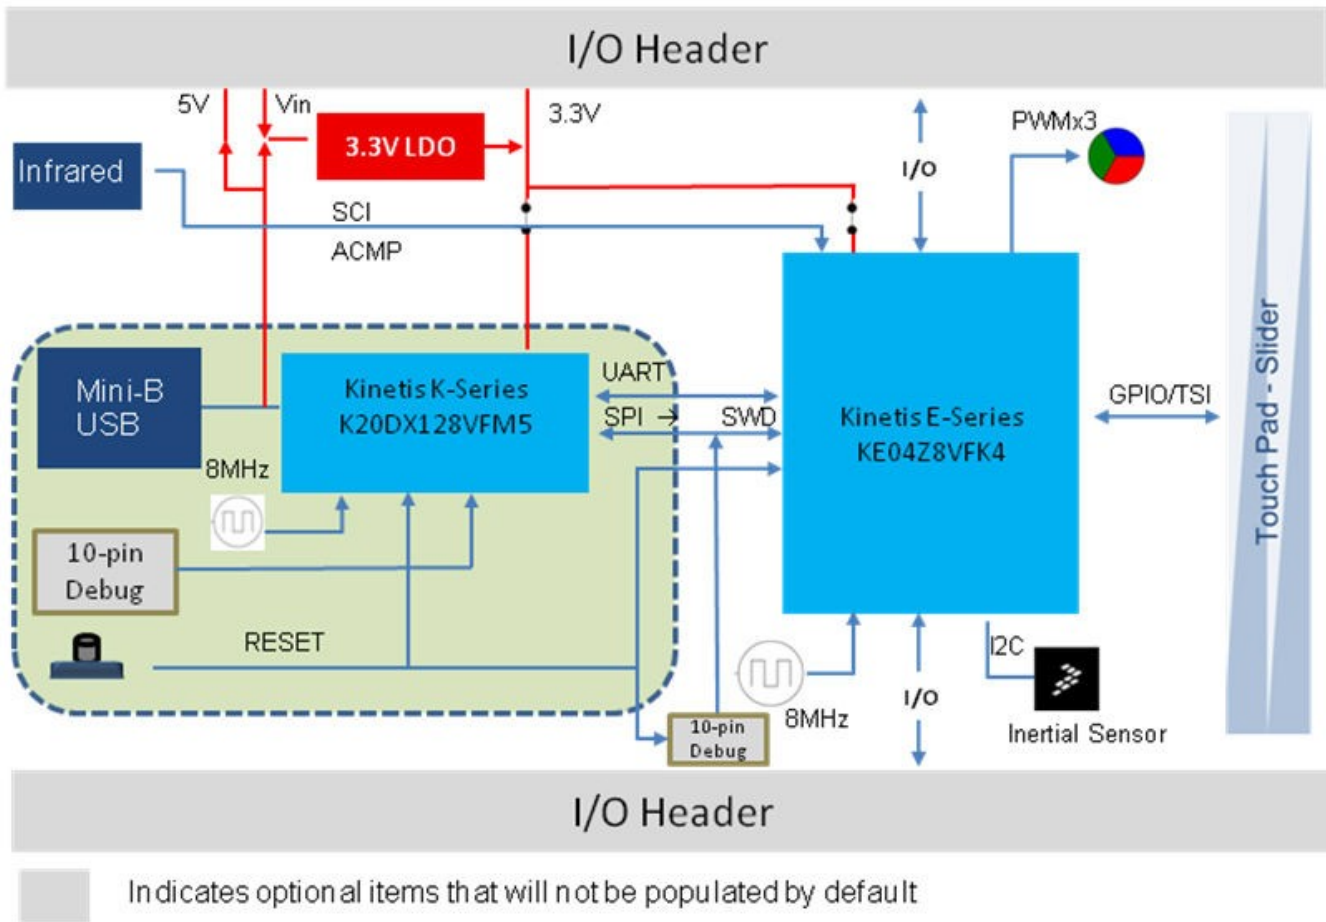 I/O Header
5V
Vin
3.3V
PWMx3
3.3V LDO
Infrared
I/O
SCI
ACMP
Mini-B
USB
Kinetis K-Series
K20DX128VFM5
UART
SPI →
SWD
Kinetis E-Series
KE04Z8VFK4
GPIO/TSI
Touch Pad - Slider
8MHz
10-pin
Debug
RESET
I2C
I/O
8MHz
10-pin
Debug
Inertial Sensor
I/O Header
Indicates optional items that will not be populated by default